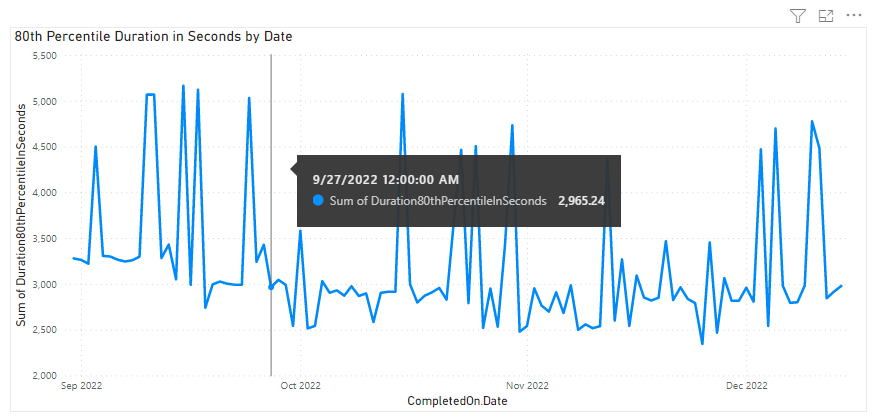 80th Percentile Duration in Seconds by Date
Sum of Duration80thPercentileInSeconds
5,500
5,000
4,500
4,000
3,500
3,000
2,500
2,000
9/27/2022 12:00:00 AM
Sum of Duration80thPercentileInSeconds 2,965.24
Sep 2022 Oct 2022 Nov 2022 Dec 2022
CompletedOn.Date